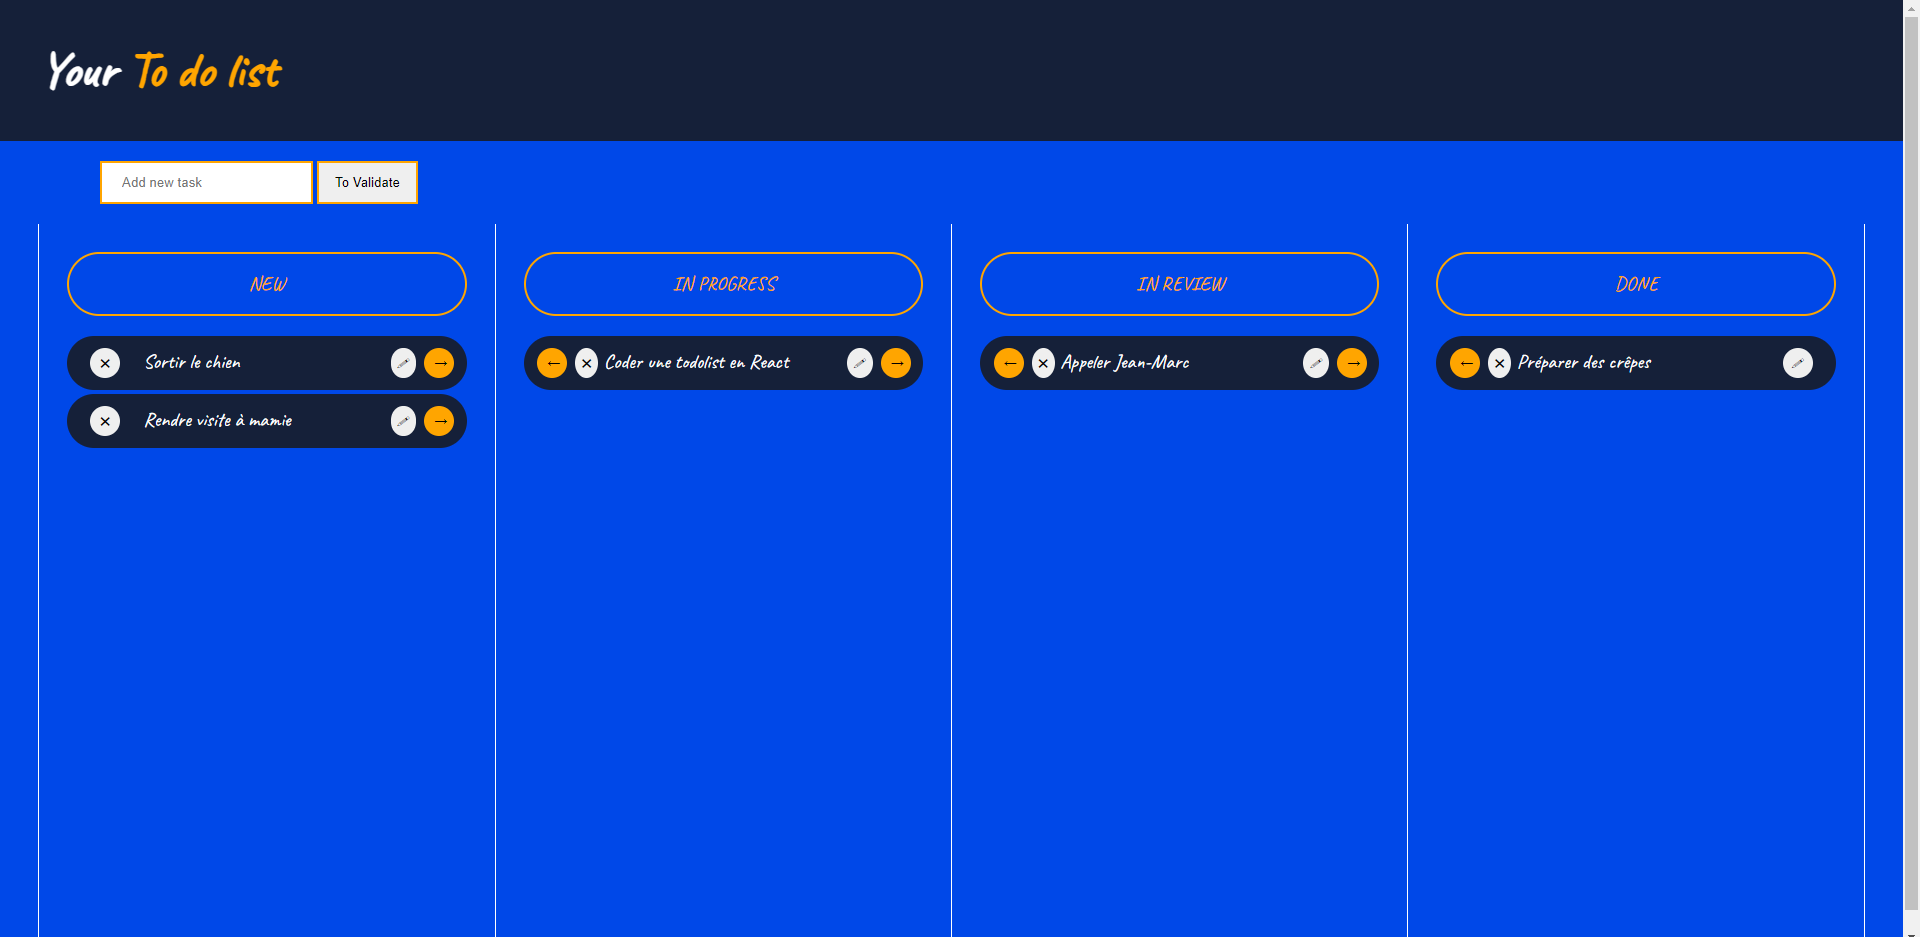 Your To do list
Add new task
To Validate
NEW
IN PROGRESS
IN REVIEW
DONE
× Sortir le chien →
× Rendre visite à mamie →
← × Coder une todolist en React →
← × Appeler Jean-Marc →
← × Préparer des crêpes